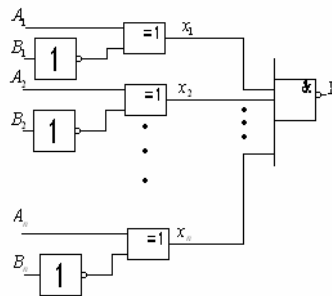 A₁
=1
x₁
B₁
1
A₂
=1
x₂
&
B₂
1
Aₙ
=1
xₙ
Bₙ
1